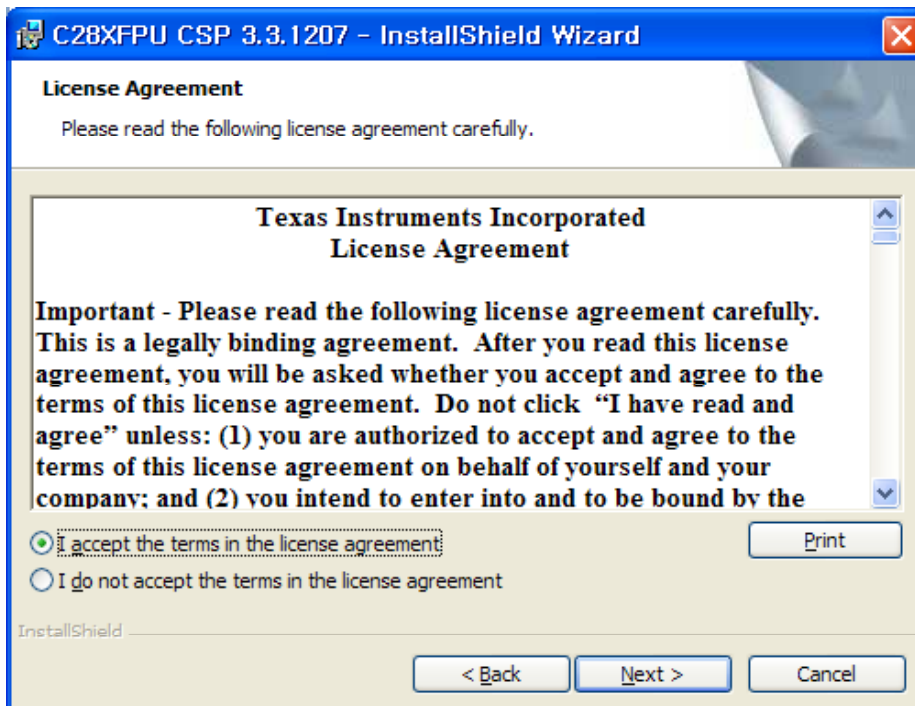 C28XFPU CSP 3.3.1207 - InstallShield Wizard
License Agreement
Please read the following license agreement carefully.
Texas Instruments Incorporated
License Agreement
Important - Please read the following license agreement carefully.
This is a legally binding agreement.  After you read this license
agreement, you will be asked whether you accept and agree to the
terms of this license agreement.  Do not click  “I have read and
agree” unless: (1) you are authorized to accept and agree to the
terms of this license agreement on behalf of yourself and your
company; and (2) you intend to enter into and to be bound by the
I accept the terms in the license agreement
Print
I do not accept the terms in the license agreement
InstallShield
< Back
Next >
Cancel